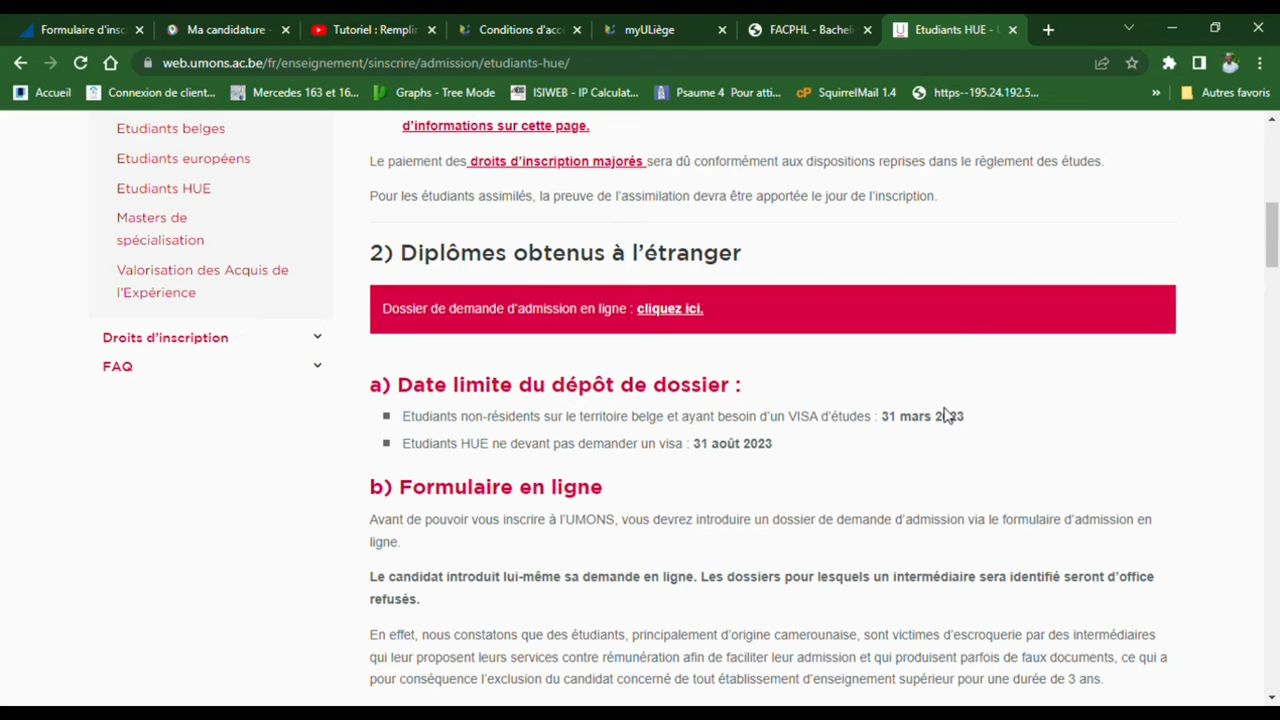 Formulaire d'insc
Ma candidature -
Tutoriel : Remplir
Conditions d'accè
myULiège
FACPHL - Bachel
Etudiants HUE - U
web.umons.ac.be/fr/enseignement/sinscrire/admission/etudiants-hue/
Accueil
Connexion de client...
Mercedes 163 et 16...
Graphs - Tree Mode
ISIWEB - IP Calculat...
Psaume 4 Pour atti...
SquirrelMail 1.4
https--195.24.192.5...
»
Autres favoris
Etudiants belges
Etudiants européens
Etudiants HUE
Masters de
spécialisation
Valorisation des Acquis de
l'Expérience
Droits d'inscription
FAQ
d'informations sur cette page.
Le paiement des droits d'inscription majorés sera dû conformément aux dispositions reprises dans le règlement des études.
Pour les étudiants assimilés, la preuve de l'assimilation devra être apportée le jour de l'inscription.
2) Diplômes obtenus à l'étranger
Dossier de demande d'admission en ligne : cliquez ici.
a) Date limite du dépôt de dossier :
Etudiants non-résidents sur le territoire belge et ayant besoin d'un VISA d'études : 31 mars 2023
Etudiants HUE ne devant pas demander un visa : 31 août 2023
b) Formulaire en ligne
Avant de pouvoir vous inscrire à l'UMONS, vous devrez introduire un dossier de demande d'admission via le formulaire d'admission en
ligne.
Le candidat introduit lui-même sa demande en ligne. Les dossiers pour lesquels un intermédiaire sera identifié seront d'office
refusés.
En effet, nous constatons que des étudiants, principalement d'origine camerounaise, sont victimes d'escroquerie par des intermédiaires
qui leur proposent leurs services contre rémunération afin de faciliter leur admission et qui produisent parfois de faux documents, ce qui a
pour conséquence l'exclusion du candidat concerné de tout établissement d'enseignement supérieur pour une durée de 3 ans.